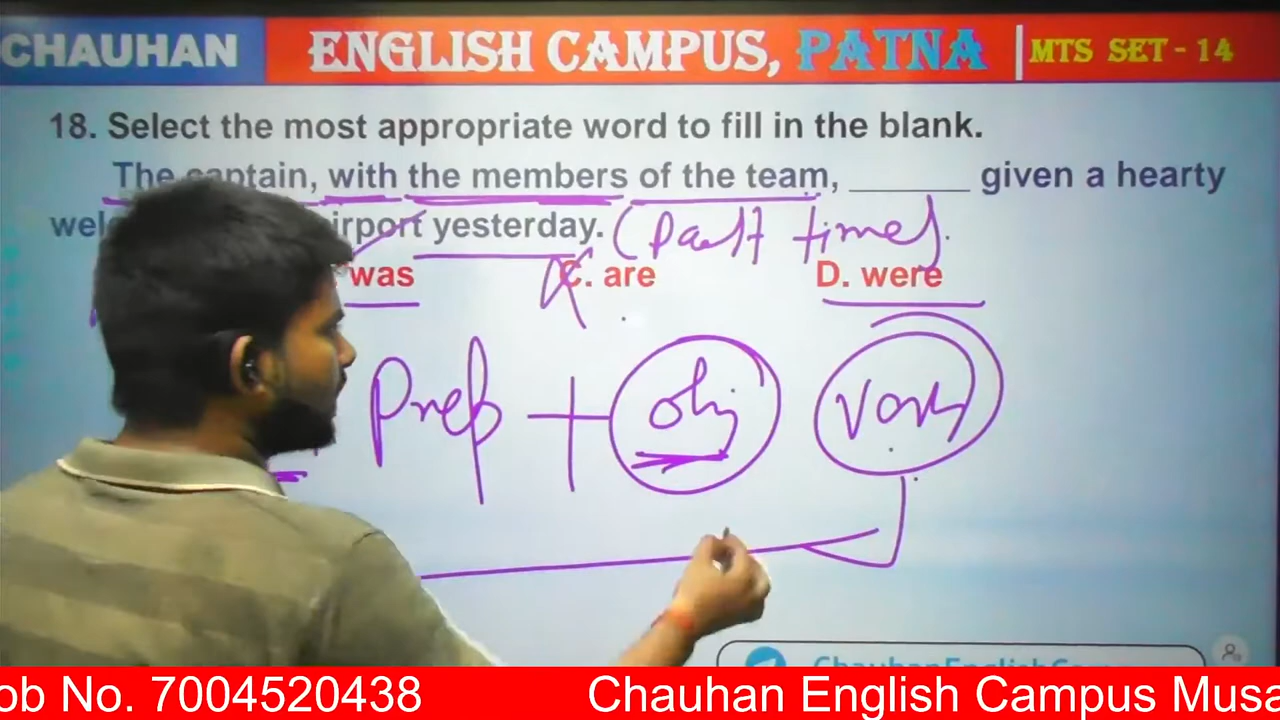 CHAUHAN ENGLISH CAMPUS, PATNA MTS SET - 14
18. Select the most appropriate word to fill in the blank.
The captain, with the members of the team, _______ given a hearty
yesterday. (Past time).
was C. are D. were
Prep + obj Verb
ob No. 7004520438 Chauhan English Campus Musa